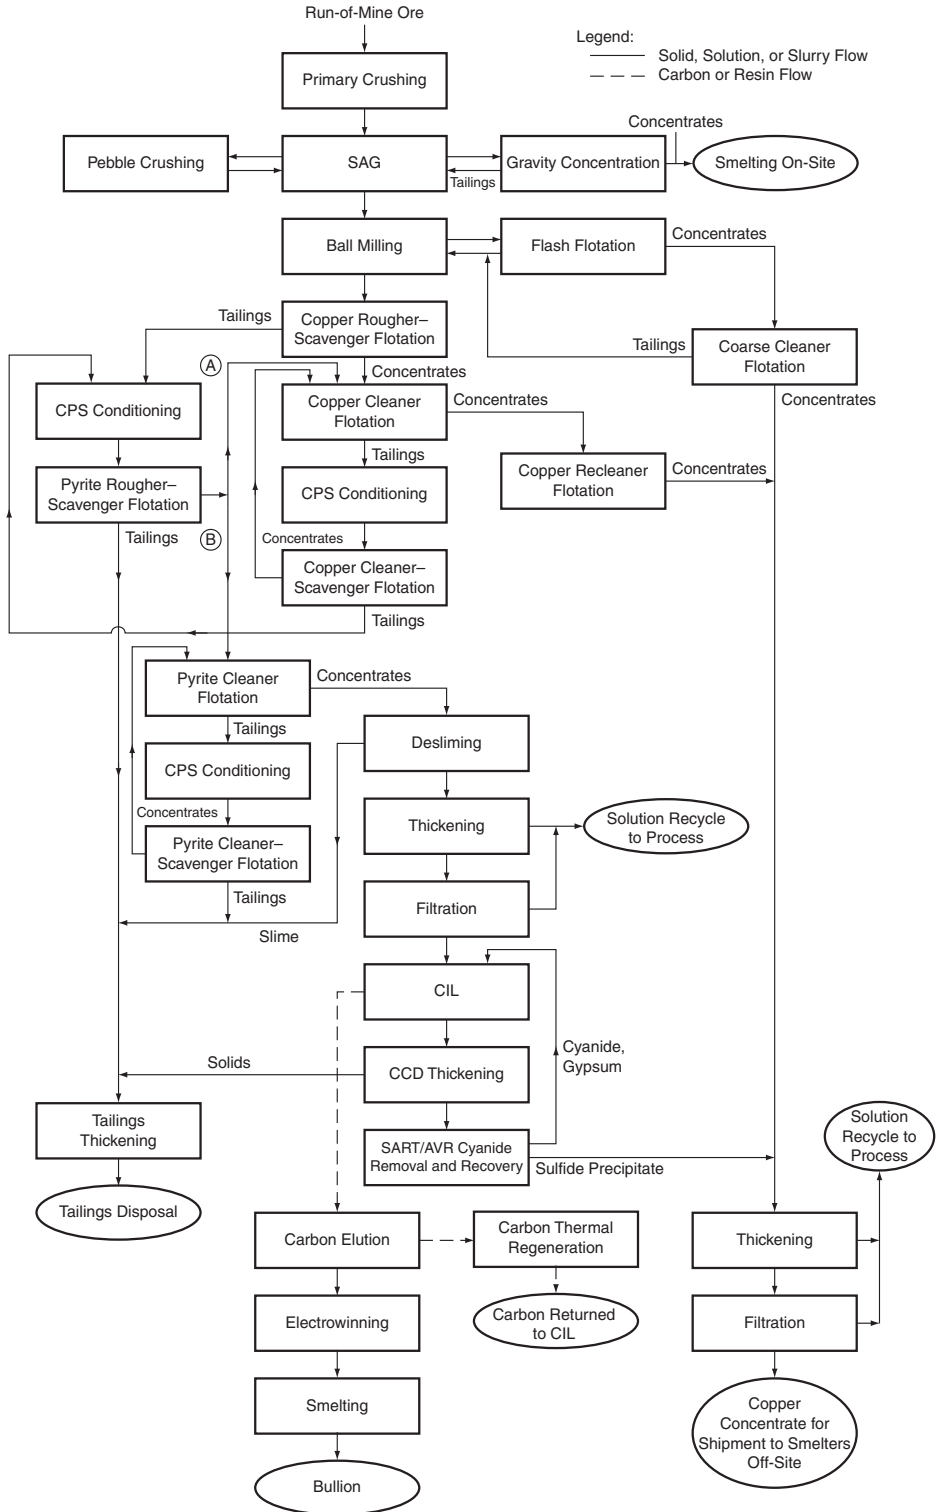 Run-of-Mine Ore
Legend:
Solid, Solution, or Slurry Flow
Carbon or Resin Flow
Primary Crushing
Concentrates
Pebble Crushing
SAG
Gravity Concentration
Smelting On-Site
Tailings
Ball Milling
Flash Flotation
Concentrates
Tailings
Copper Rougher–
Scavenger Flotation
Tailings
Coarse Cleaner
Flotation
A
Concentrates
CPS Conditioning
Copper Cleaner
Flotation
Concentrates
Concentrates
Tailings
Pyrite Rougher–
Scavenger Flotation
CPS Conditioning
Copper Recleaner
Flotation
Concentrates
Tailings
B
Concentrates
Copper Cleaner–
Scavenger Flotation
Tailings
Pyrite Cleaner
Flotation
Concentrates
Tailings
Desliming
CPS Conditioning
Concentrates
Thickening
Solution Recycle
to Process
Pyrite Cleaner–
Scavenger Flotation
Tailings
Filtration
Slime
CIL
Cyanide,
Gypsum
Solids
CCD Thickening
Tailings
Thickening
Solution
Recycle to
Process
SART/AVR Cyanide
Removal and Recovery
Sulfide Precipitate
Tailings Disposal
Carbon Elution
Carbon Thermal
Regeneration
Thickening
Electrowinning
Carbon Returned
to CIL
Filtration
Smelting
Copper
Concentrate for
Shipment to Smelters
Off-Site
Bullion